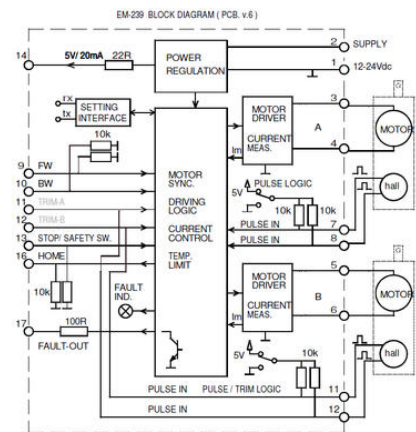 EM-239 BLOCK DIAGRAM ( PCB. v.6 )
14
5V/ 20mA
22R
POWER
REGULATION
2
SUPPLY
1
12-24Vdc
rx
tx
SETTING
INTERFACE
10k
MOTOR
DRIVER
CURRENT
MEAS.
A
Im
3
4
MOTOR
hall
9
FW
10
BW
11
TRIM-A
12
TRIM-B
13
STOP/ SAFETY SW.
16
HOME
10k
MOTOR
SYNC.
DRIVING
LOGIC
CURRENT
CONTROL
TEMP.
LIMIT
5V
PULSE LOGIC
10k
10k
PULSE IN
7
PULSE IN
8
FAULT
IND.
MOTOR
DRIVER
CURRENT
MEAS.
B
Im
5
6
MOTOR
hall
17
100R
FAULT-OUT
5V
10k
PULSE IN
PULSE / TRIM LOGIC
11
PULSE IN
12